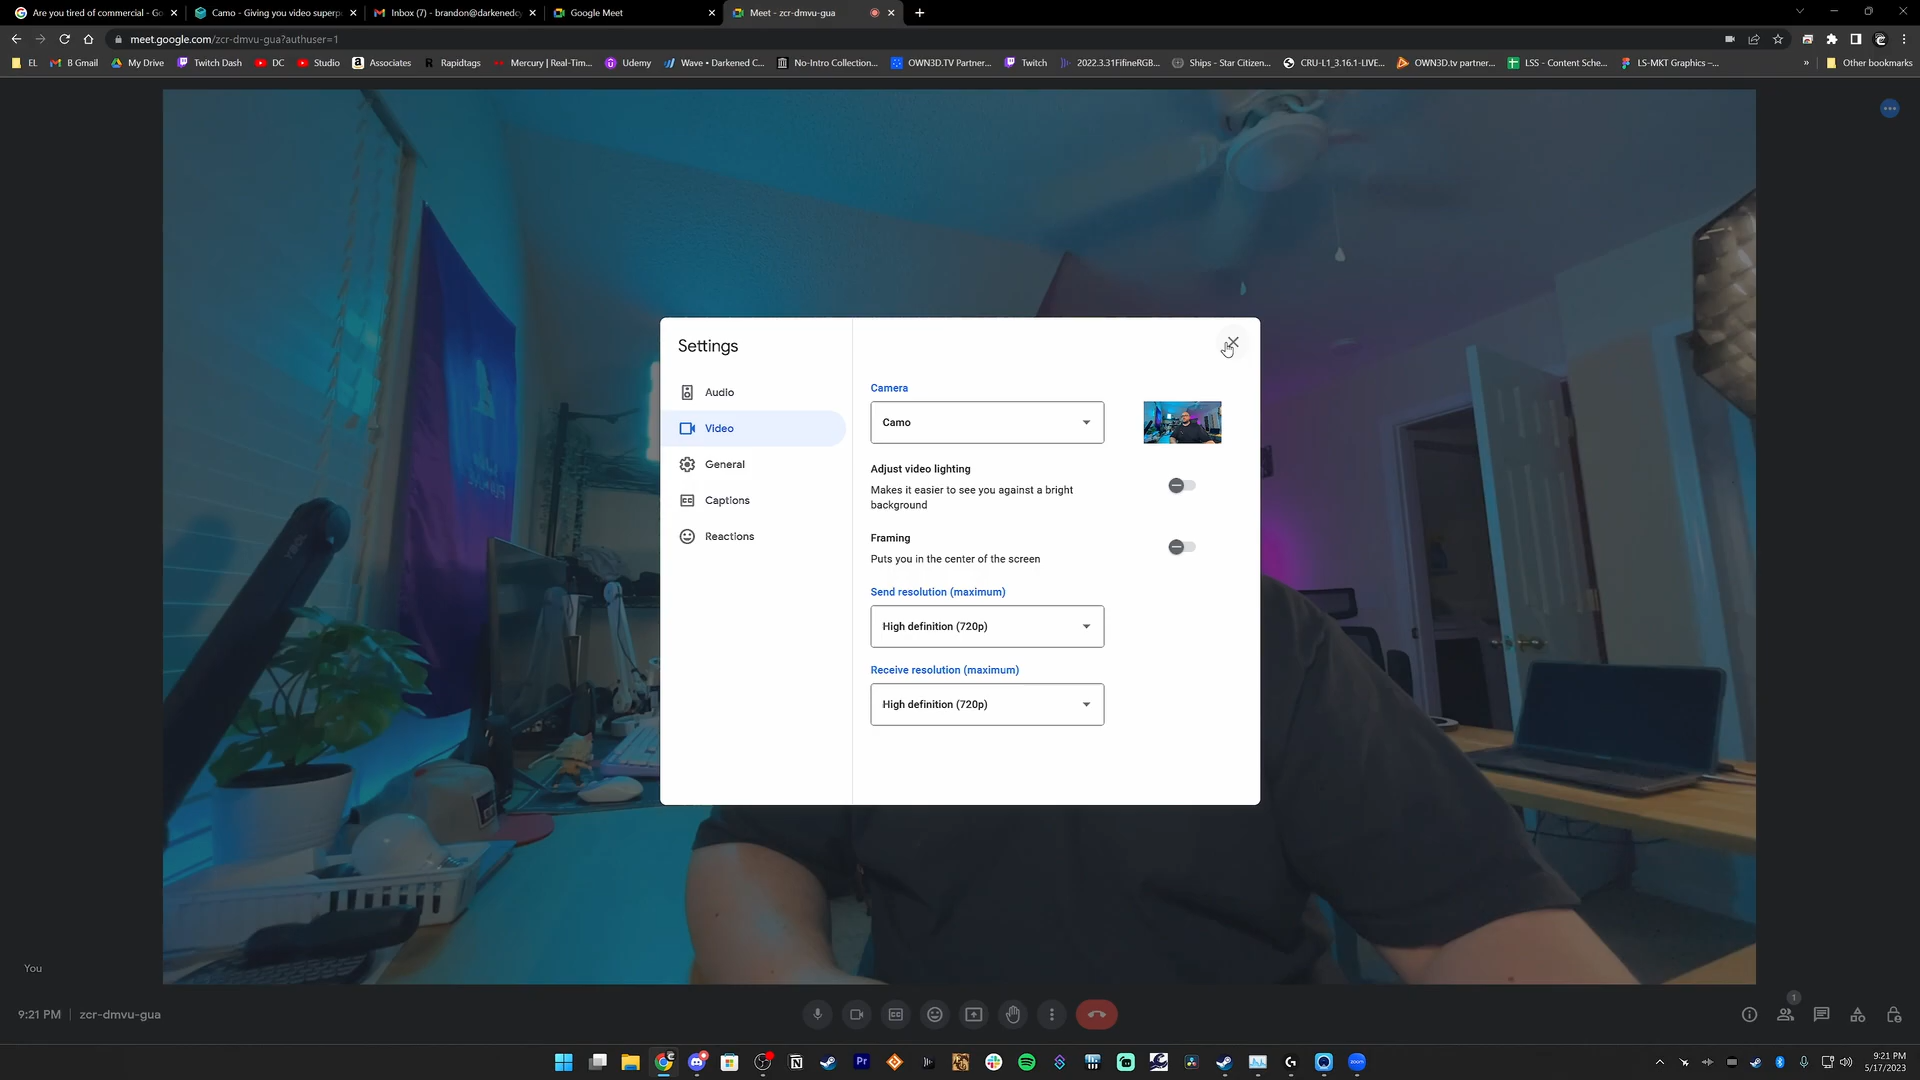 Are you tired of commercial - Go
Camo - Giving you video superp
Inbox (7) - brandon@darkenedc
Google Meet
Meet - zcr-dmvu-gua
meet.google.com/zcr-dmvu-gua?authuser=1
EL
B Gmail
My Drive
Twitch Dash
DC
Studio
Associates
Rapidtags
Mercury | Real-Tim...
Udemy
Wave • Darkened C...
No-Intro Collection...
OWN3D.TV Partner...
Twitch
2022.3.31FifineRGB...
Ships - Star Citizen...
CRU-L1_3.16.1-LIVE...
OWN3D.tv partner...
LSS - Content Sche...
LS-MKT Graphics –...
»
Other bookmarks
Settings
Audio
Video
General
Captions
Reactions
Camera
Camo
Adjust video lighting
Makes it easier to see you against a bright
background
Framing
Puts you in the center of the screen
Send resolution (maximum)
High definition (720p)
Receive resolution (maximum)
High definition (720p)
You
9:21 PM | zcr-dmvu-gua
1
Pr
zoom
9:21 PM
5/17/2023